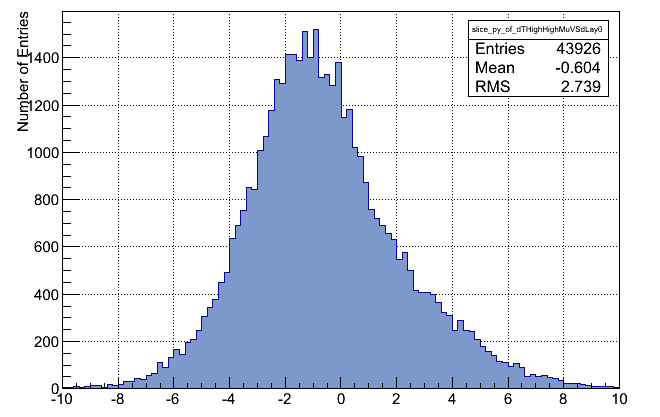 Number of Entries
slice_py_of_dTHighHighMuVSdLay0
Entries 43926
Mean -0.604
RMS 2.739
1400
1200
1000
800
600
400
200
0
-10 -8 -6 -4 -2 0 2 4 6 8 10